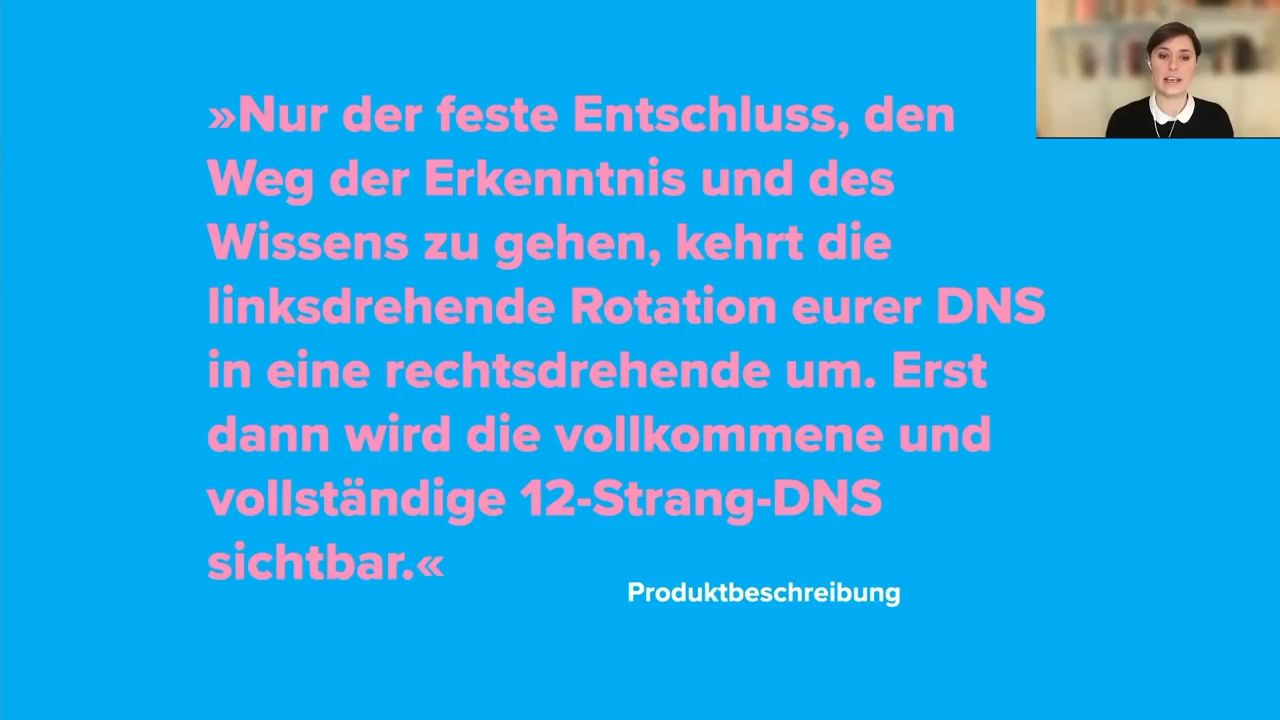 »Nur der feste Entschluss, den
Weg der Erkenntnis und des
Wissens zu gehen, kehrt die
linksdrehende Rotation eurer DNS
in eine rechtsdrehende um. Erst
dann wird die vollkommene und
vollständige 12-Strang-DNS
sichtbar.«
Produktbeschreibung